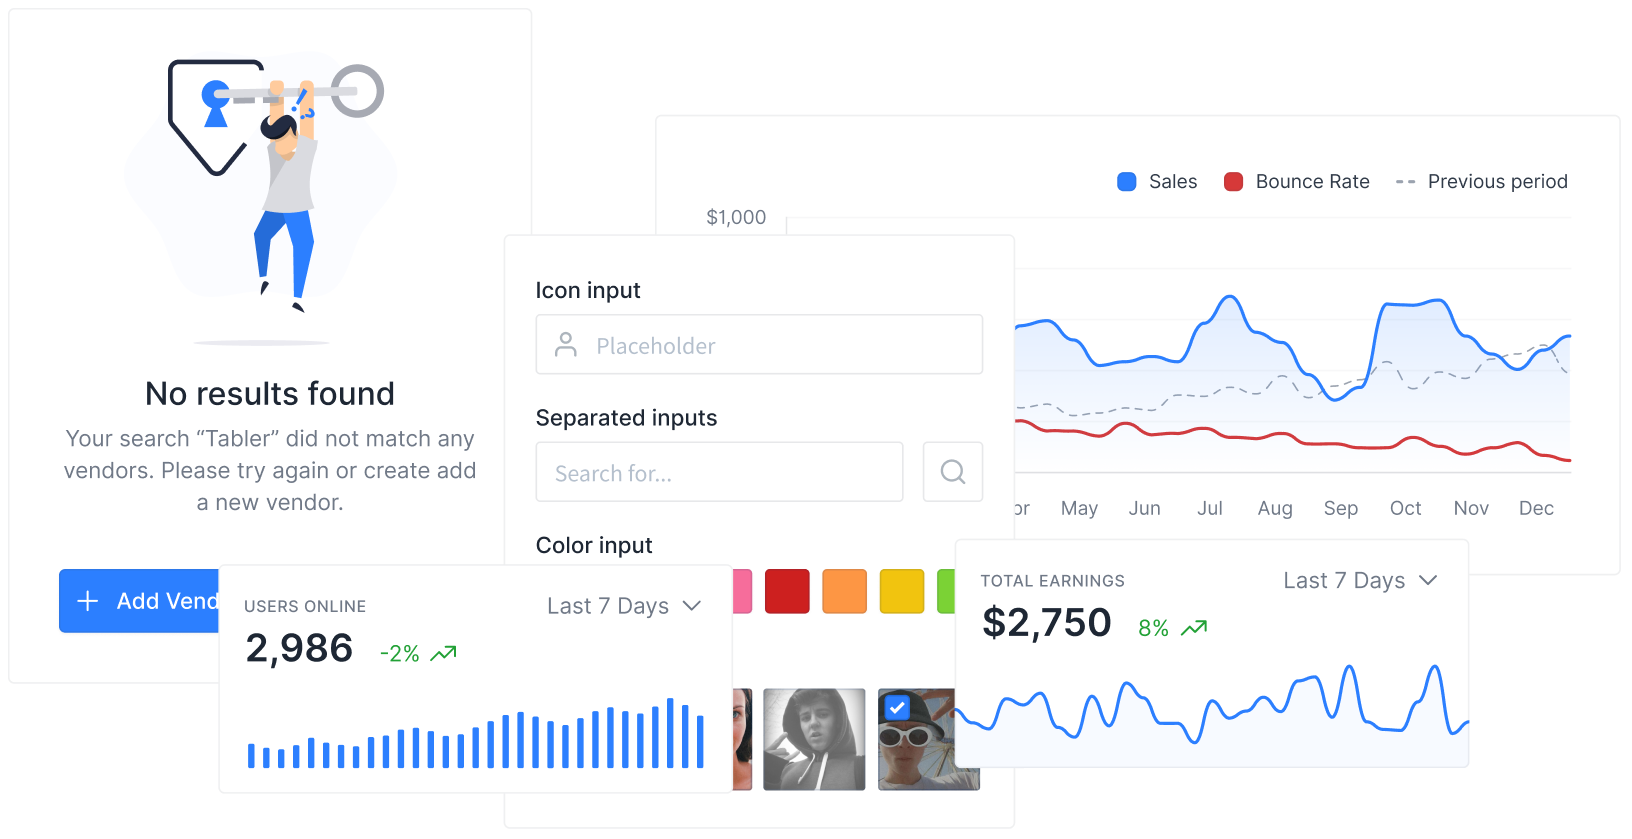 No results found
Your search “Tabler” did not match any
vendors. Please try again or create add
a new vendor.
Add
Sales
Bounce Rate
Previous period
$1,000
May
Jun
Jul
Aug
Sep
Oct
Nov
Dec
Icon input
Placeholder
Separated inputs
Search for...
Color input
USERS ONLINE
Last 7 Days
2,986
-2%
TOTAL EARNINGS
Last 7 Days
$2,750
8%